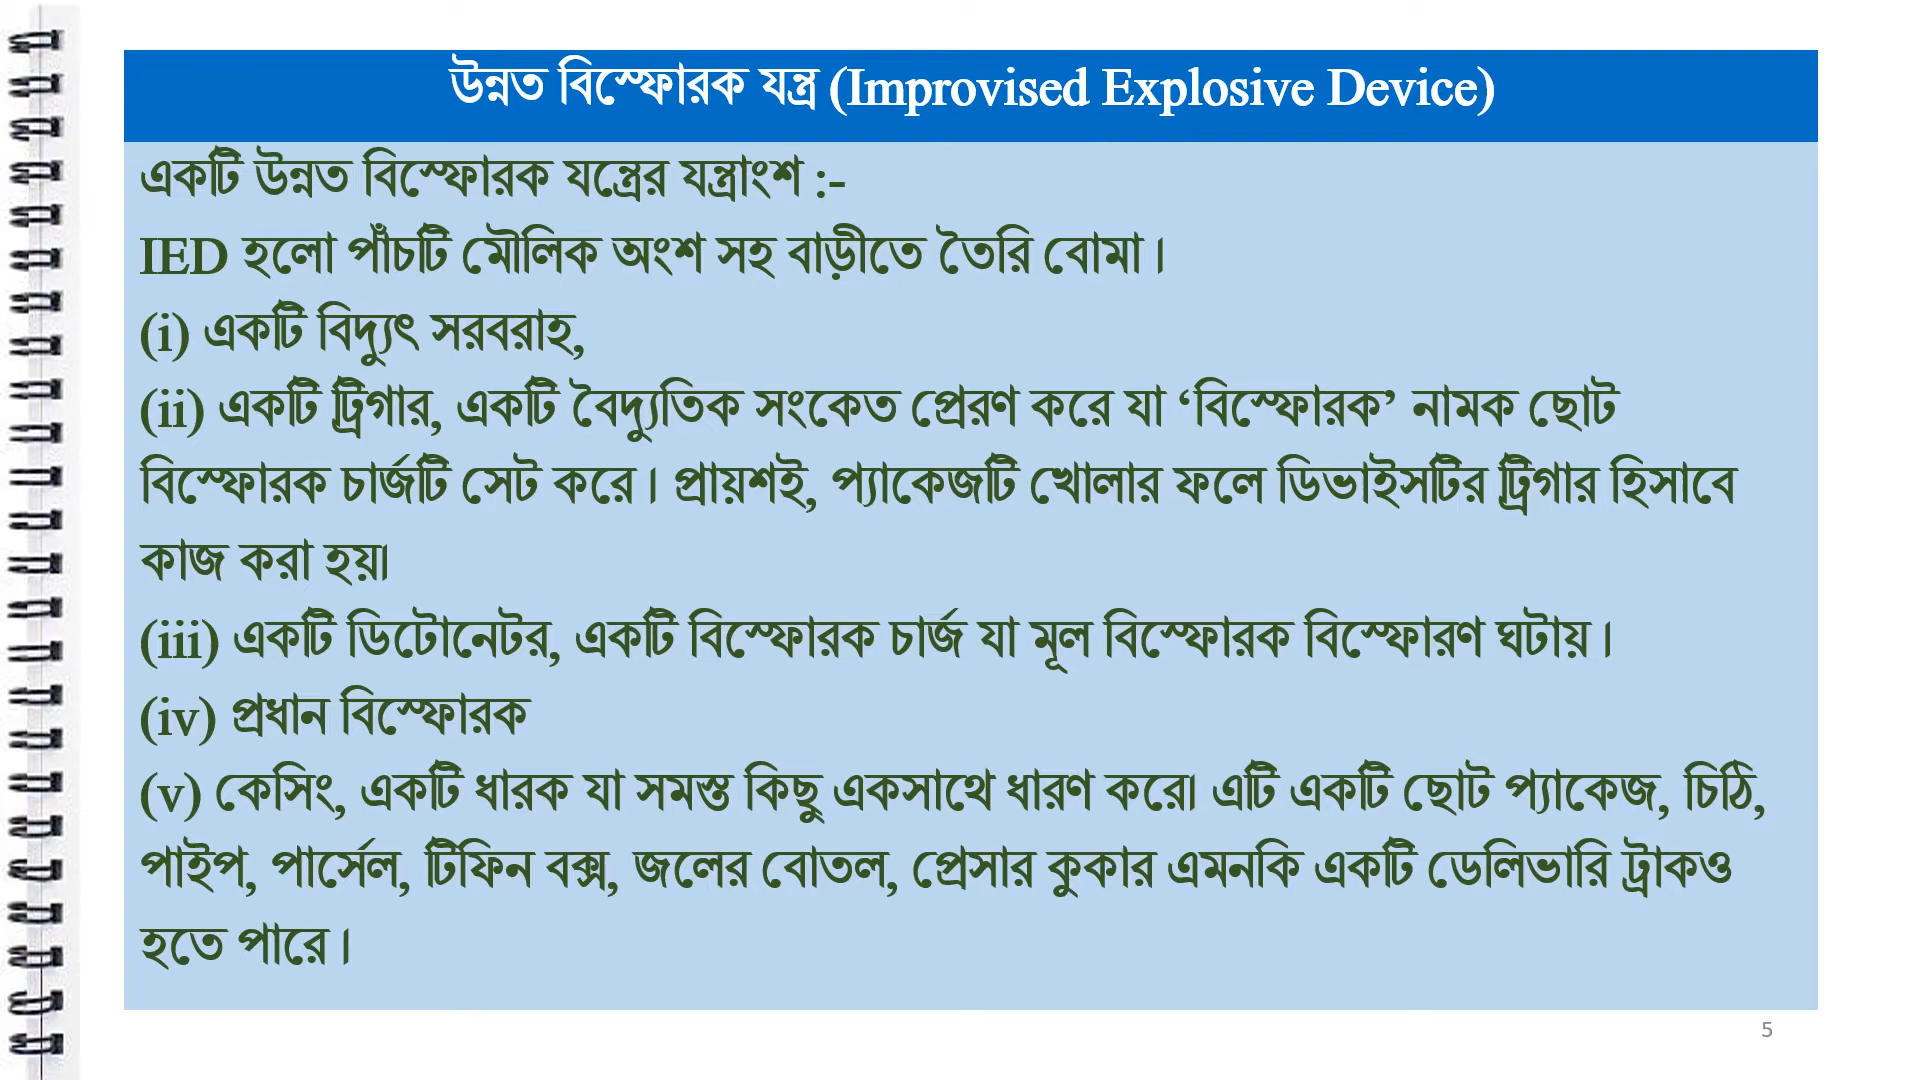 উন্নত বিস্ফোরক যন্ত্র (Improvised Explosive Device)
একটি উন্নত বিস্ফোরক যন্ত্রের যন্ত্রাংশ :-
IED হলো পাঁচটি মৌলিক অংশ সহ বাড়ীতে তৈরি বোমা।
(i) একটি বিদ্যুৎ সরবরাহ,
(ii) একটি ট্রিগার, একটি বৈদ্যুতিক সংকেত প্রেরণ করে যা ‘বিস্ফোরক’ নামক ছোট
বিস্ফোরক চার্জটি সেট করে। প্রায়শই, প্যাকেজটি খোলার ফলে ডিভাইসটির ট্রিগার হিসাবে
কাজ করা হয়৷
(iii) একটি ডিটোনেটর, একটি বিস্ফোরক চার্জ যা মূল বিস্ফোরক বিস্ফোরণ ঘটায়।
(iv) প্রধান বিস্ফোরক
(v) কেসিং, একটি ধারক যা সমস্ত কিছু একসাথে ধারণ করে৷ এটি একটি ছোট প্যাকেজ, চিঠি,
পাইপ, পার্সেল, টিফিন বক্স, জলের বোতল, প্রেসার কুকার এমনকি একটি ডেলিভারি ট্রাকও
হতে পারে।
5